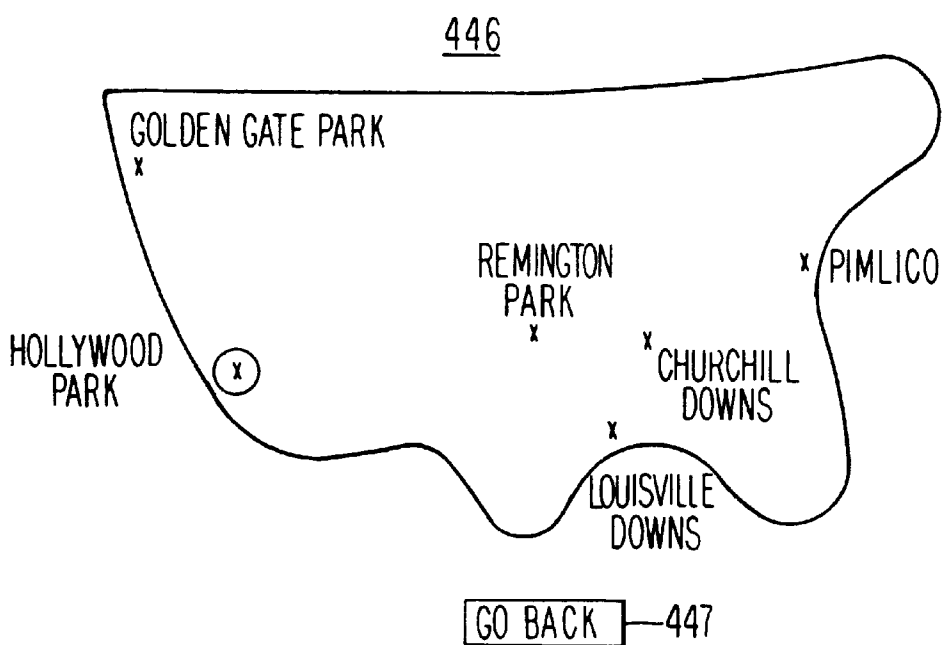 446
GOLDEN GATE PARK
REMINGTON
PARK
PIMLICO
HOLLYWOOD
PARK
CHURCHILL
DOWNS
LOUISVILLE
DOWNS
GO BACK
447